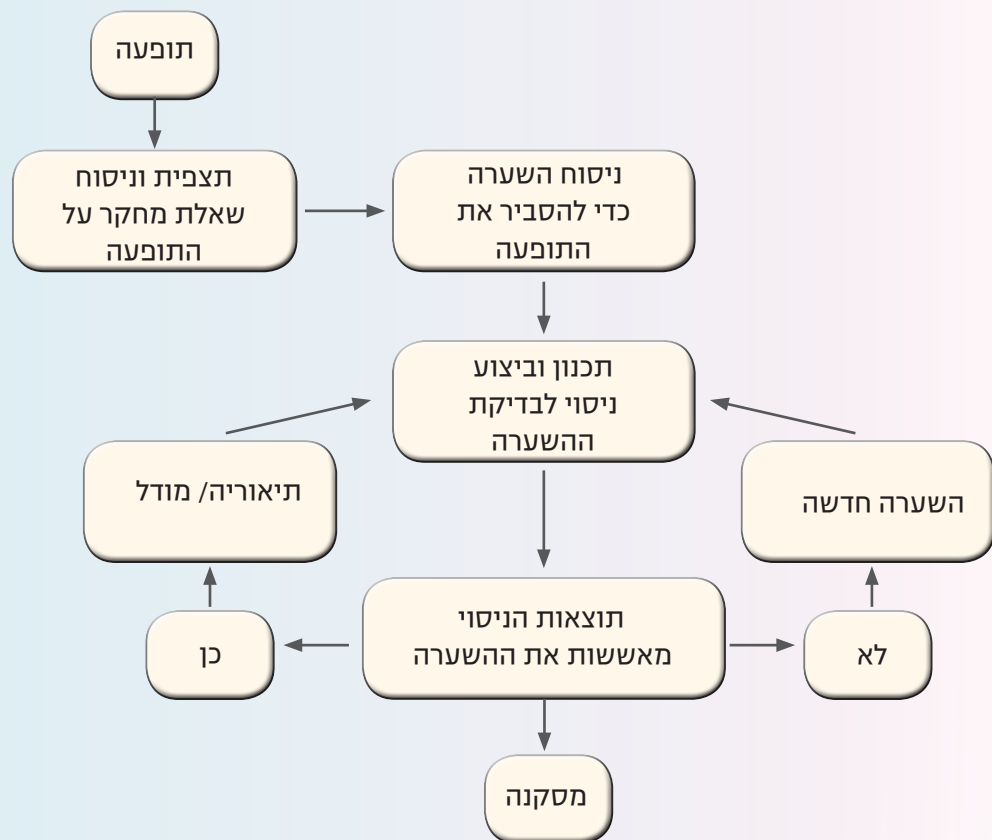 תופעה
תצפית וניסוח
שאלת מחקר על
התופעה
ניסוח השערה
כדי להסביר את
התופעה
תכנון וביצוע
ניסוי לבדיקת
ההשערה
תיאוריה/ מודל
השערה חדשה
תוצאות הניסוי
מאששות את ההשערה
כן
לא
מסקנה